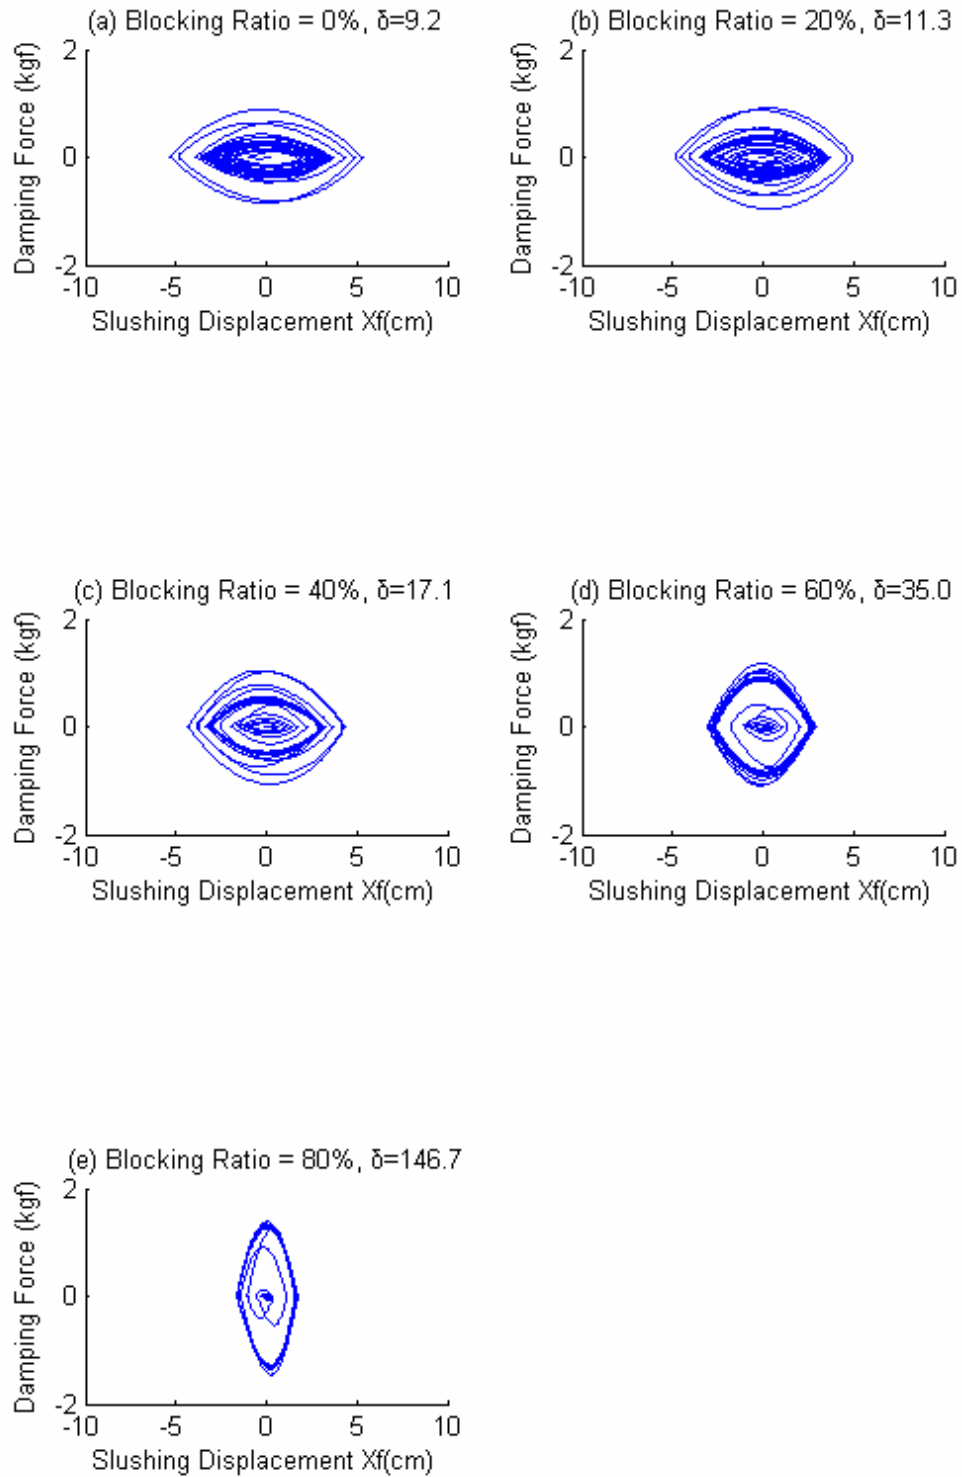 (a) Blocking Ratio = 0%, δ=9.2
2
0
-2
Damping Force (kgf)
-10 -5 0 5 10
Slushing Displacement Xf(cm)
(b) Blocking Ratio = 20%, δ=11.3
2
0
-2
Damping Force (kgf)
-10 -5 0 5 10
Slushing Displacement Xf(cm)
(c) Blocking Ratio = 40%, δ=17.1
2
0
-2
Damping Force (kgf)
-10 -5 0 5 10
Slushing Displacement Xf(cm)
(d) Blocking Ratio = 60%, δ=35.0
2
0
-2
Damping Force (kgf)
-10 -5 0 5 10
Slushing Displacement Xf(cm)
(e) Blocking Ratio = 80%, δ=146.7
2
0
-2
Damping Force (kgf)
-10 -5 0 5 10
Slushing Displacement Xf(cm)